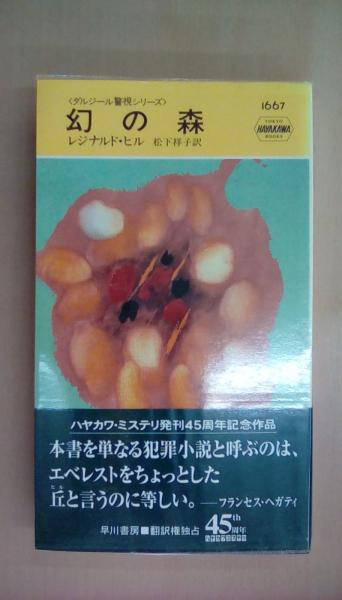 〈ダルジール警視シリーズ〉
1667
幻の森
TOKYO
HAYAKAWA
BOOKS
レジナルド・ヒル 松下祥子訳
ハヤカワ・ミステリ発刊45周年記念作品
本書を単なる犯罪小説と呼ぶのは、
エベレストをちょっとした
丘と言うのに等しい。——フランセス・ヘガティ
ヒル
早川書房■翻訳権独占
45th
周年